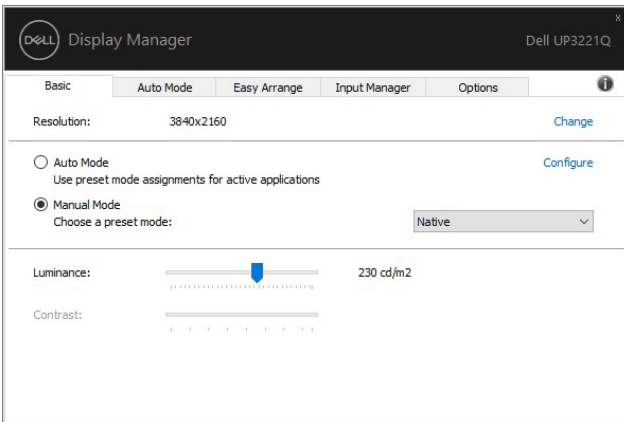 x
DELL Display Manager Dell UP3221Q
Basic Auto Mode Easy Arrange Input Manager Options i
Resolution: 3840x2160 Change
Auto Mode Configure
Use preset mode assignments for active applications
Manual Mode
Choose a preset mode: Native
Luminance: 230 cd/m2
Contrast: